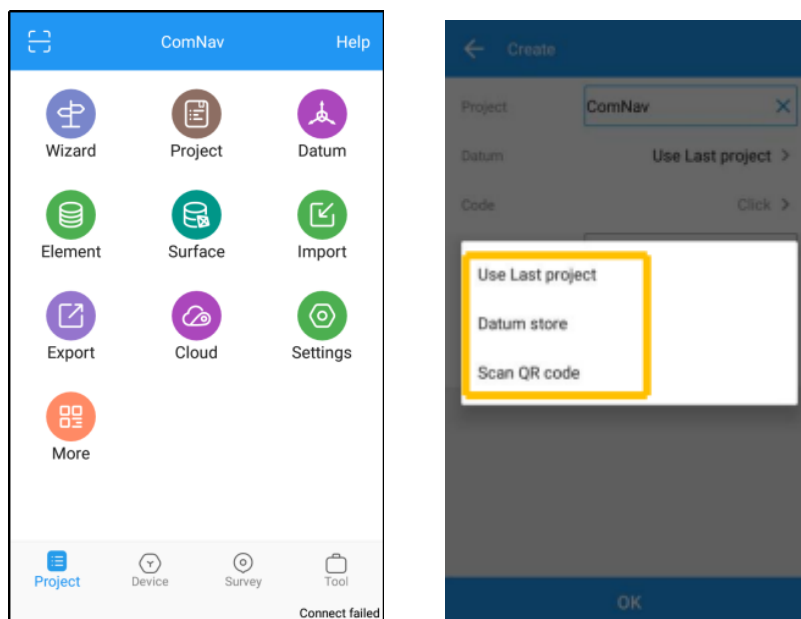 ComNav Help
Wizard Project Datum
Element Surface Import
Export Cloud Settings
More
Project Device Survey Tool
Connect failed
Create
Project ComNav
Datum Use Last project >
Code Click >
Use Last project
Datum store
Scan QR code
OK